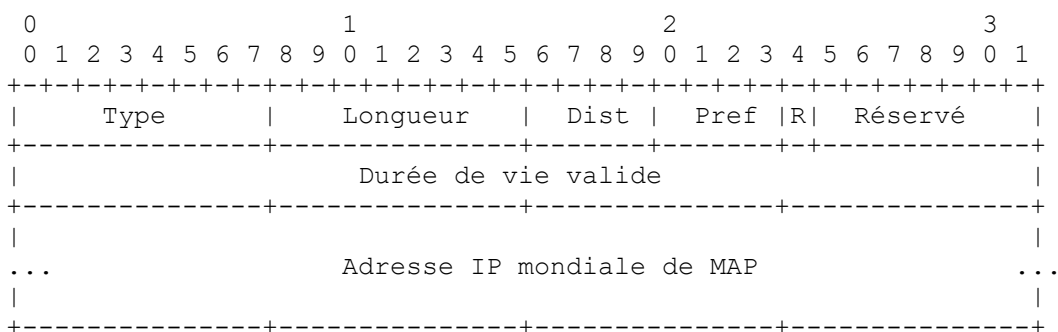 0                   1                   2                   3
 0 1 2 3 4 5 6 7 8 9 0 1 2 3 4 5 6 7 8 9 0 1 2 3 4 5 6 7 8 9 0 1
+-+-+-+-+-+-+-+-+-+-+-+-+-+-+-+-+-+-+-+-+-+-+-+-+-+-+-+-+-+-+-+-+
|     Type      |   Longueur    |  Dist |  Pref |R|  Réservé    |
+---------------+---------------+-------+-------+-+-------------+
|                      Durée de vie valide                      |
+---------------+---------------+---------------+---------------+
|                                                               |
...                  Adresse IP mondiale de MAP                ...
|                                                               |
+---------------+---------------+---------------+---------------+